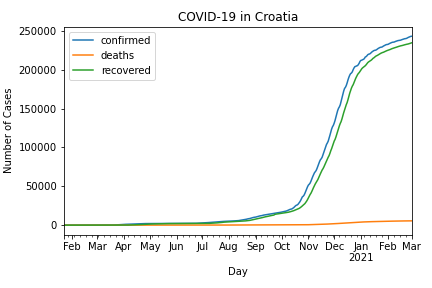 COVID-19 in Croatia
confirmed
deaths
recovered
Number of Cases
250000
200000
150000
100000
50000
0
Feb Mar Apr May Jun Jul Aug Sep Oct Nov Dec Jan Feb Mar
2021
Day